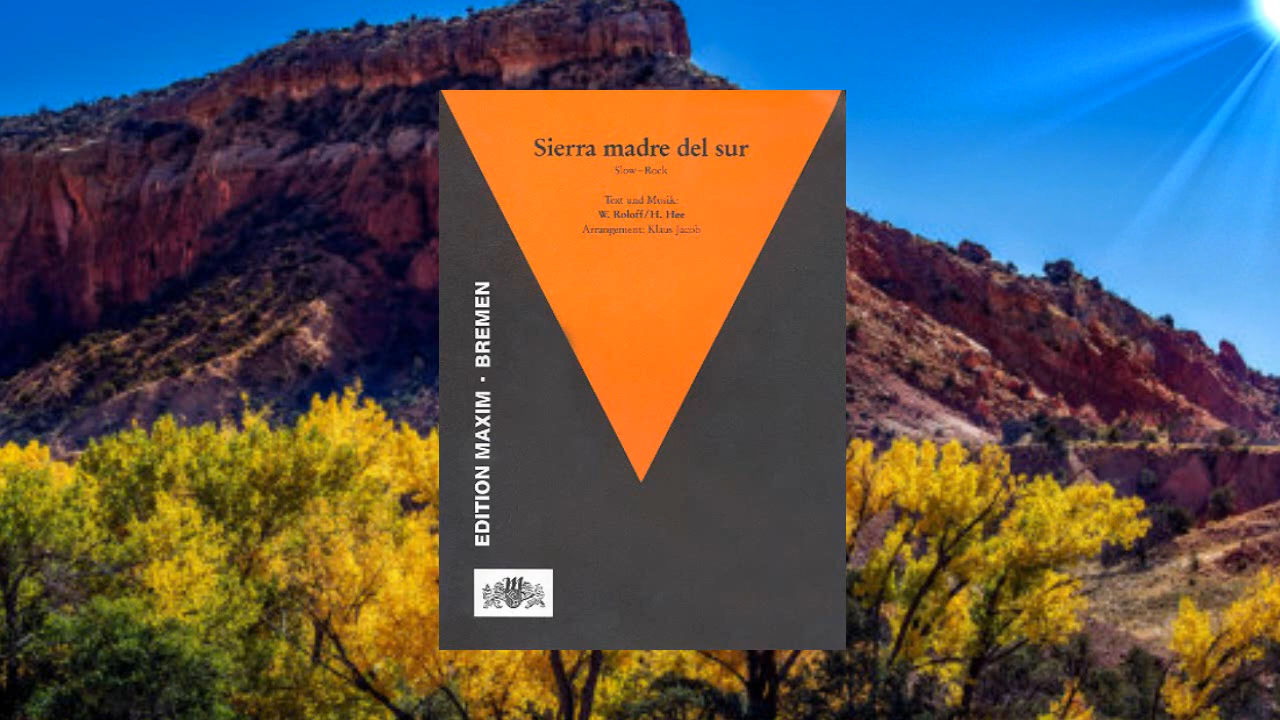 Sierra madre del sur
Slow-Rock
Text und Musik:
W. Roloff/H. Hee
Arrangement: Klaus Jacob
EDITION MAXIM · BREMEN